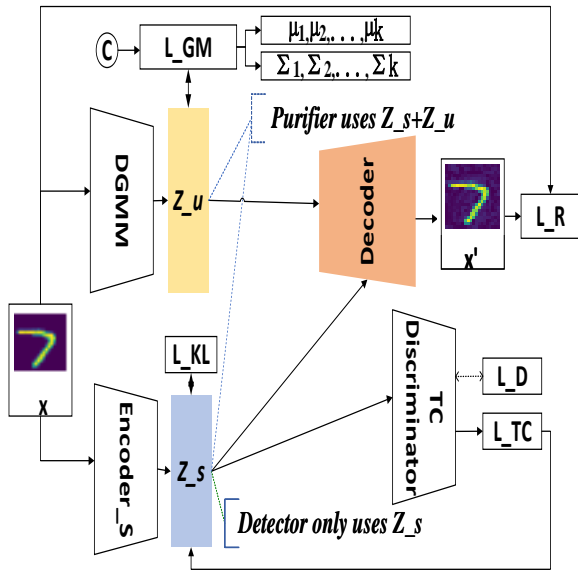 C
L_GM
μ1,μ2,...,μk
Σ1,Σ2,...,Σk
Purifier uses Z_s+Z_u
DGMM
Z_u
Decoder
x'
L_R
x
L_KL
Encoder_S
Z_s
TC
Discriminator
L_D
L_TC
Detector only uses Z_s